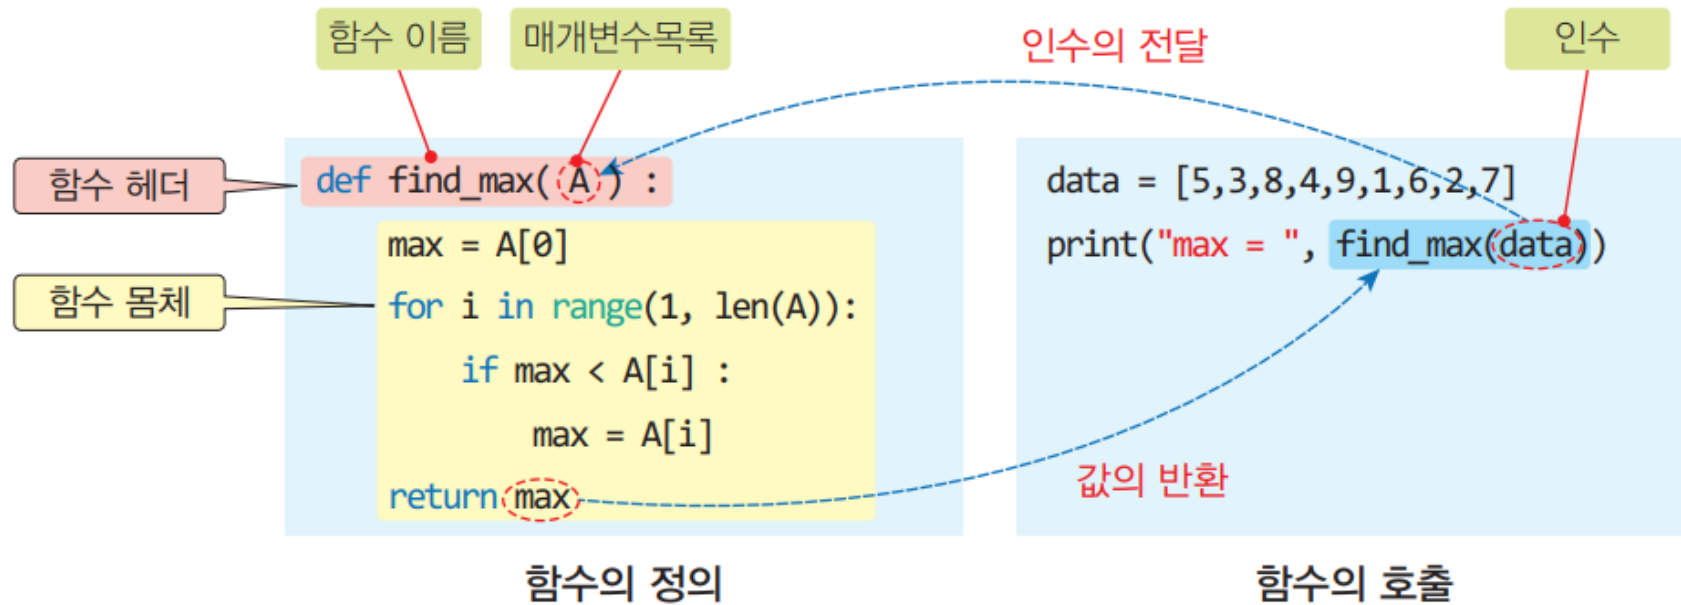 함수 이름
매개변수목록
인수의 전달
인수
함수 헤더
def find_max( A ) :
함수 몸체
max = A[0]
for i in range(1, len(A)):
if max < A[i] :
max = A[i]
return max
함수의 정의
data = [5,3,8,4,9,1,6,2,7]
print("max = ", find_max(data))
값의 반환
함수의 호출